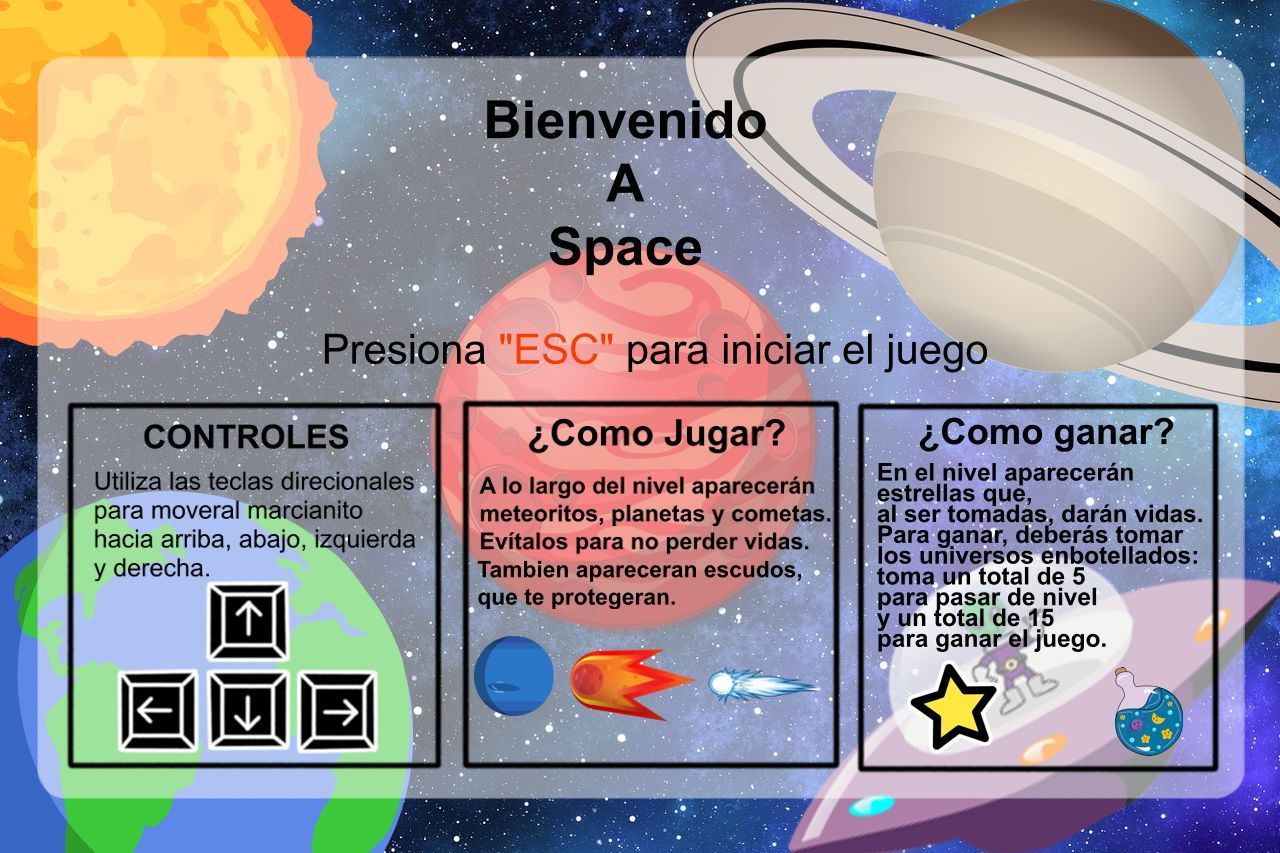 Bienvenido
A
Space
Presiona "ESC" para iniciar el juego
CONTROLES
Utiliza las teclas direcionales
para moveral marcianito
hacia arriba, abajo, izquierda
y derecha.
¿Como Jugar?
A lo largo del nivel aparecerán
meteoritos, planetas y cometas.
Evítalos para no perder vidas.
Tambien apareceran escudos,
que te protegeran.
¿Como ganar?
En el nivel aparecerán
estrellas que,
al ser tomadas, darán vidas.
Para ganar, deberás tomar
los universos enbotellados:
toma un total de 5
para pasar de nivel
y un total de 15
para ganar el juego.